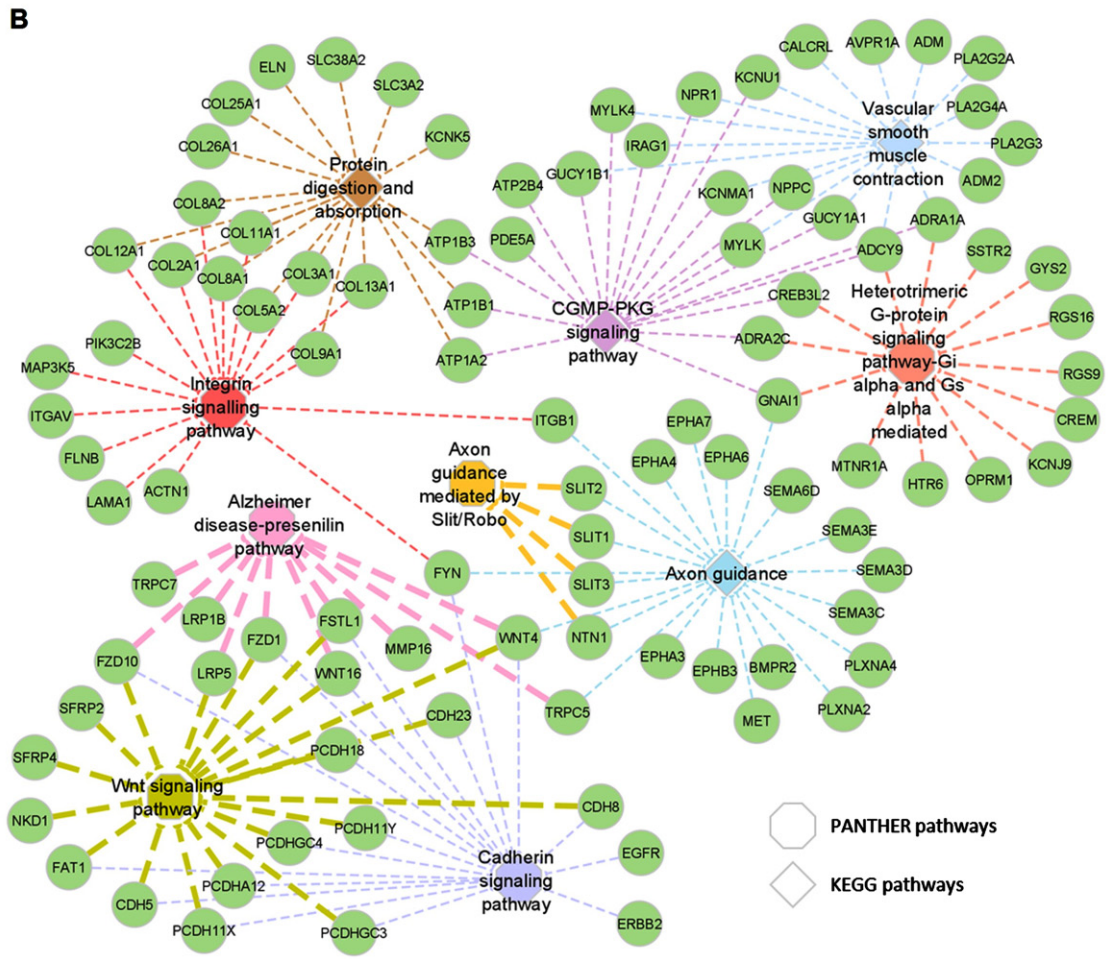 B
ELN
SLC38A2
SLC3A2
COL25A1
COL26A1
KCNK5
Protein
digestion and
absorption
COL8A2
COL11A1
COL12A1
COL2A1
COL8A1
COL3A1
COL13A1
COL5A2
COL9A1
ATP1B3
ATP1B1
ATP1A2
PIK3C2B
MAP3K5
ITGAV
FLNB
LAMA1
ACTN1
Integrin
signalling
pathway
CALCRL
AVPR1A
ADM
PLA2G2A
KCNU1
NPR1
MYLK4
IRAG1
PLA2G4A
PLA2G3
ADM2
Vascular
smooth
muscle
contraction
ATP2B4
GUCY1B1
KCNMA1
NPPC
GUCY1A1
ADRA1A
PDE5A
MYLK
ADCY9
SSTR2
GYS2
CREB3L2
CGMP-PKG
signaling
pathway
ADRA2C
GNAI1
Heterotrimeric
G-protein
signaling
pathway-Gi
alpha and Gs
alpha
mediated
RGS16
RGS9
CREM
KCNJ9
OPRM1
HTR6
MTNR1A
ITGB1
EPHA7
EPHA4
EPHA6
Axon
guidance
mediated by
Slit/Robo
SLIT2
SLIT1
SLIT3
NTN1
SEMA6D
SEMA3E
SEMA3D
SEMA3C
Axon guidance
PLXNA4
PLXNA2
BMPR2
MET
EPHB3
EPHA3
Alzheimer
disease-presenilin
pathway
FYN
TRPC7
LRP1B
FZD1
FSTL1
MMP16
WNT4
FZD10
LRP5
WNT16
TRPC5
SFRP2
CDH23
SFRP4
PCDH18
Wnt signaling
pathway
NKD1
CDH8
PCDH11Y
PCDHGC4
FAT1
PCDHA12
CDH5
PCDH11X
PCDHGC3
Cadherin
signaling
pathway
EGFR
ERBB2
PANTHER pathways
KEGG pathways